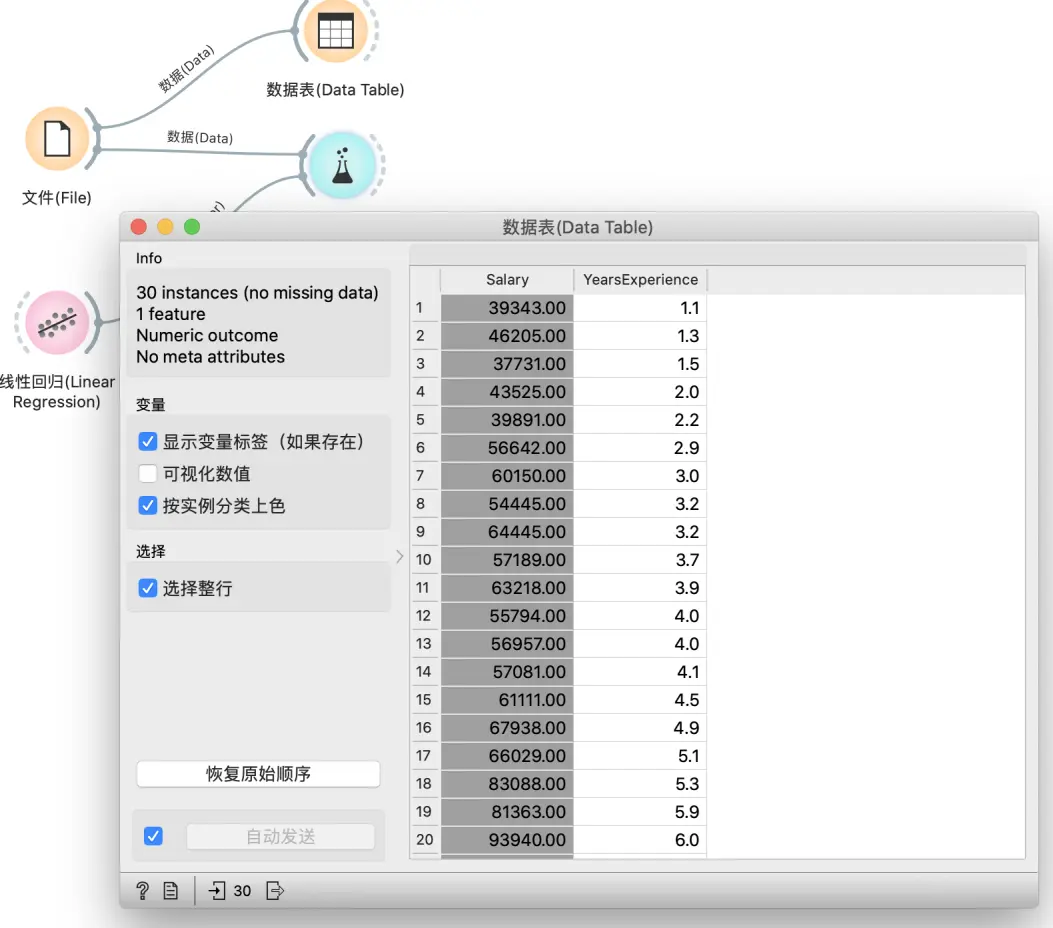 数据(Data)
数据表(Data Table)
数据(Data)
文件(File)
数据表(Data Table)
Info
30 instances (no missing data)
1 feature
Numeric outcome
No meta attributes
线性回归(Linear
Regression)
变量
显示变量标签（如果存在）
可视化数值
按实例分类上色
选择
选择整行
恢复原始顺序
自动发送
? 30
Salary YearsExperience
1 39343.00 1.1
2 46205.00 1.3
3 37731.00 1.5
4 43525.00 2.0
5 39891.00 2.2
6 56642.00 2.9
7 60150.00 3.0
8 54445.00 3.2
9 64445.00 3.2
10 57189.00 3.7
11 63218.00 3.9
12 55794.00 4.0
13 56957.00 4.0
14 57081.00 4.1
15 61111.00 4.5
16 67938.00 4.9
17 66029.00 5.1
18 83088.00 5.3
19 81363.00 5.9
20 93940.00 6.0